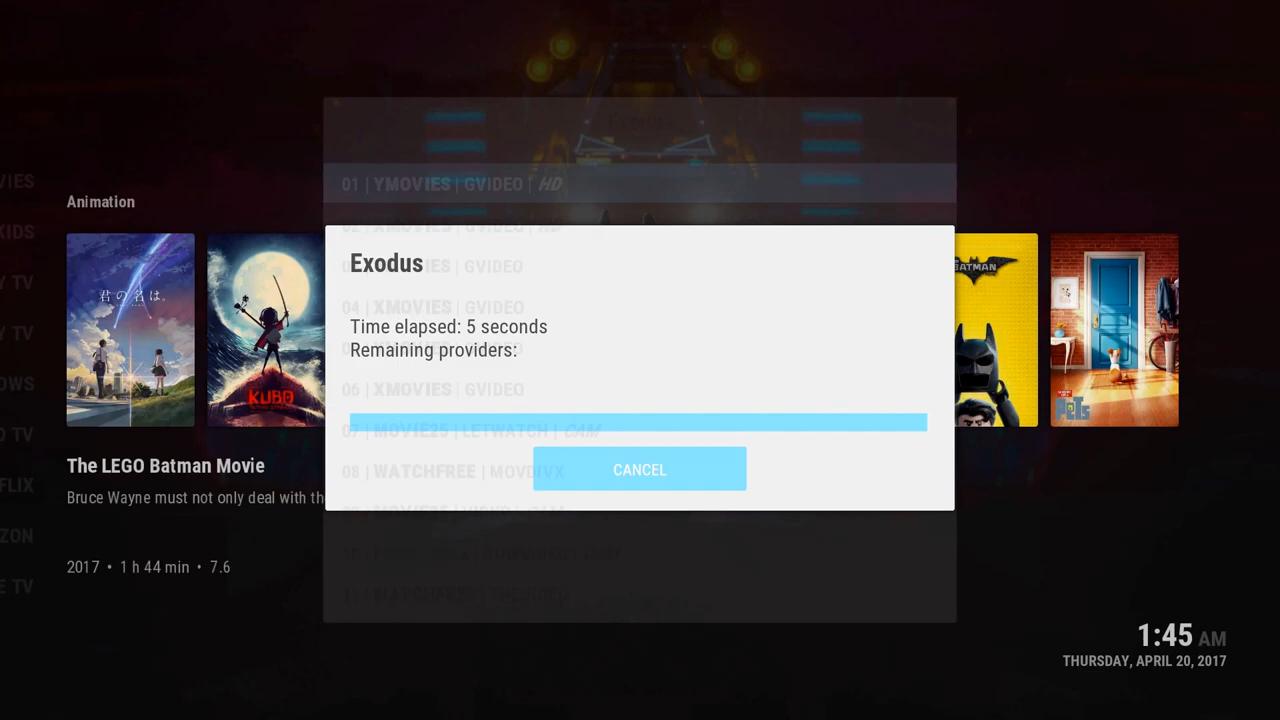 VIES
KIDS
Y TV
Y TV
OWS
D TV
FLIX
ZON
E TV
Animation
君の名は。
KUBO
BATMAN
PETS
The LEGO Batman Movie
Bruce Wayne must not only deal with th
2017 • 1 h 44 min • 7.6
Exodus
01 | YMOVIES | GVIDEO | HD
Exodus
Time elapsed: 5 seconds
Remaining providers:
04 | XMOVIES | GVIDEO
06 | XMOVIES | GVIDEO
07 | MOVIE25 | LETWATCH | CAM
08 | WATCHFREE | MOVDIVX
CANCEL
1:45 AM
THURSDAY, APRIL 20, 2017